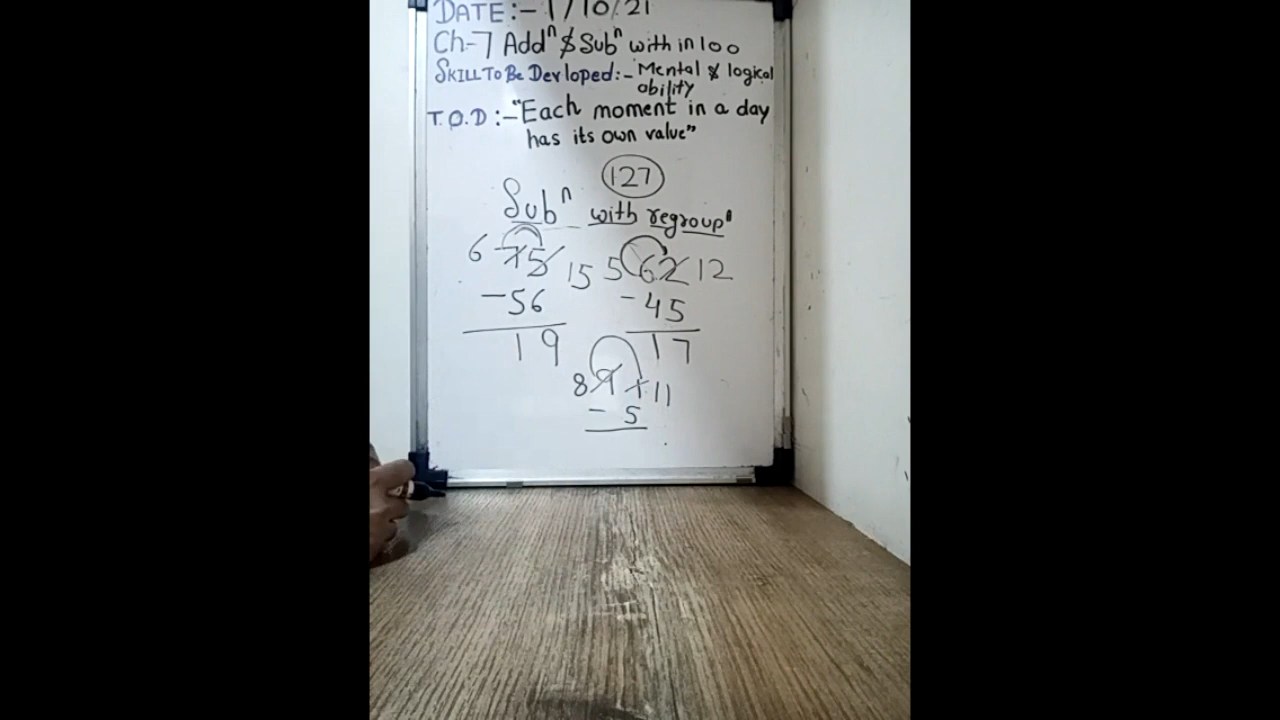 DATE:- 1/10/21
Ch-7 Addⁿ & Subⁿ with in 100
SKILL TO BE DEVLOPED:- Mental & logical
ability
T.O.D:- "Each moment in a day
has its own value"
127
Subⁿ with regroupⁿ
6 75 15 5 62 12
-56 -45
19 17
8 9 1 11
- 5